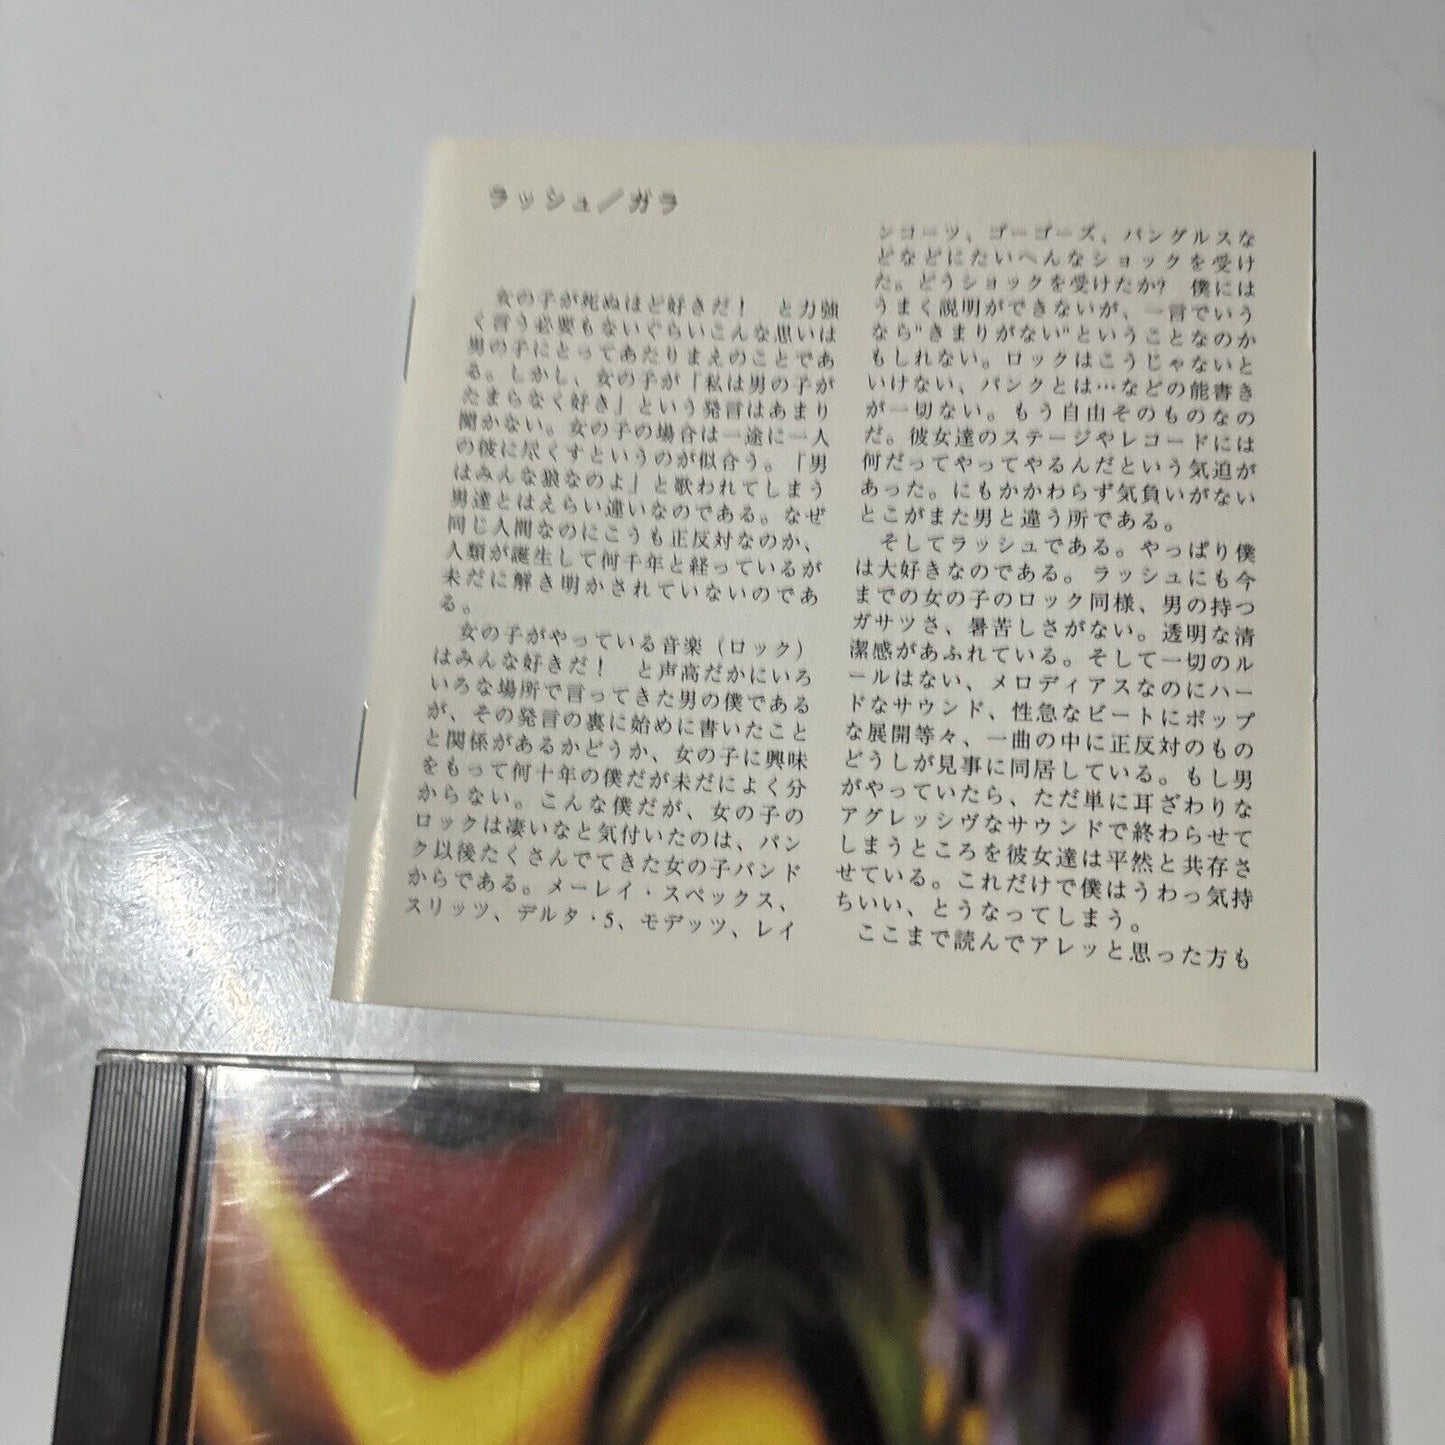 ラッシュ／ガラ
女の子が死ぬほど好きだ！　と力強
く言う必要もないぐらいこんな思いは
男の子にとってあたりまえのことであ
る。しかし、女の子が「私は男の子が
たまらなく好き」という発言はあまり
聞かない。女の子の場合は一途に一人
の彼に尽くすというのが似合う。「男
はみんな狼なのよ」と歌われてしまう
男達とはえらい違いなのである。なぜ
同じ人間なのにこうも正反対なのか、
人類が誕生して何千年と経っているが
未だに解き明かされていないのであ
る。
女の子がやっている音楽（ロック）
はみんな好きだ！　と声高だかにいろ
いろな場所で言ってきた男の僕である
が、その発言の裏に始めに書いたこと
と関係があるかどうか、女の子に興味
をもって何十年の僕だが未だによく分
からない。こんな僕だが、女の子の
ロックは凄いなと気付いたのは、パン
ク以後たくさんでてきた女の子バンド
からである。メーレイ・スペックス、
スリッツ、デルタ・5、モデッツ、レイ
ンコーツ、ゴーゴーズ、バングルスな
どなどにたいへんなショックを受け
た。どうショックを受けたか?　僕には
うまく説明ができないが、一言でいう
なら"きまりがない"ということなのか
もしれない。ロックはこうじゃないと
いけない、パンクとは…などの能書き
が一切ない。もう自由そのものなの
だ。彼女達のステージやレコードには
何だってやってやるんだという気迫が
あった。にもかかわらず気負いがない
とこがまた男と違う所である。
そしてラッシュである。やっぱり僕
は大好きなのである。ラッシュにも今
までの女の子のロック同様、男の持つ
ガサツさ、暑苦しさがない。透明な清
潔感があふれている。そして一切のル
ールはない、メロディアスなのにハー
ドなサウンド、性急なビートにポップ
な展開等々、一曲の中に正反対のもの
どうしが見事に同居している。もし男
がやっていたら、ただ単に耳ざわりな
アグレッシヴなサウンドで終わらせて
しまうところを彼女達は平然と共存さ
せている。これだけで僕はうわっ気持
ちいい、とうなってしまう。
ここまで読んでアレッと思った方も